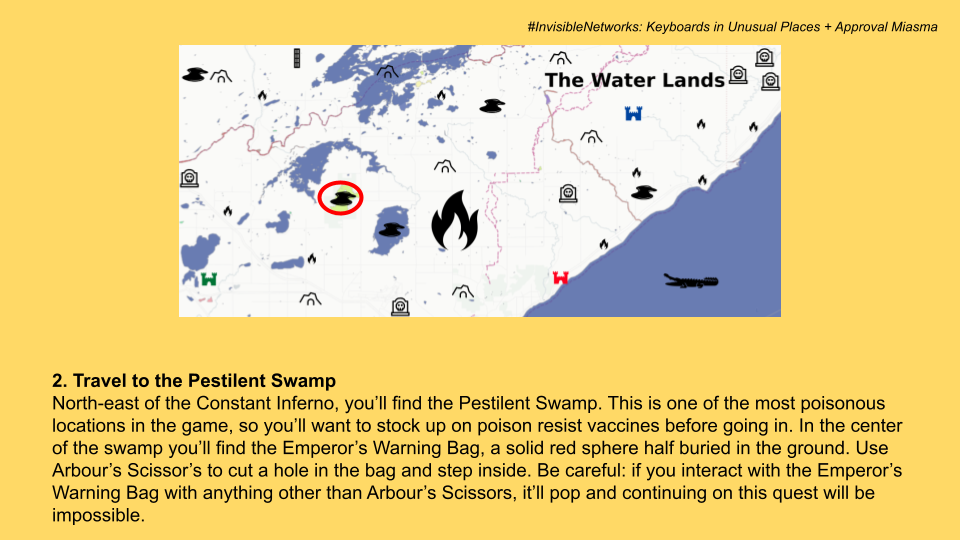 #InvisibleNetworks: Keyboards in Unusual Places + Approval Miasma
The Water Lands
2. Travel to the Pestilent Swamp
North-east of the Constant Inferno, you’ll find the Pestilent Swamp. This is one of the most poisonous
locations in the game, so you’ll want to stock up on poison resist vaccines before going in. In the center
of the swamp you’ll find the Emperor’s Warning Bag, a solid red sphere half buried in the ground. Use
Arbour’s Scissor’s to cut a hole in the bag and step inside. Be careful: if you interact with the Emperor’s
Warning Bag with anything other than Arbour’s Scissors, it’ll pop and continuing on this quest will be
impossible.